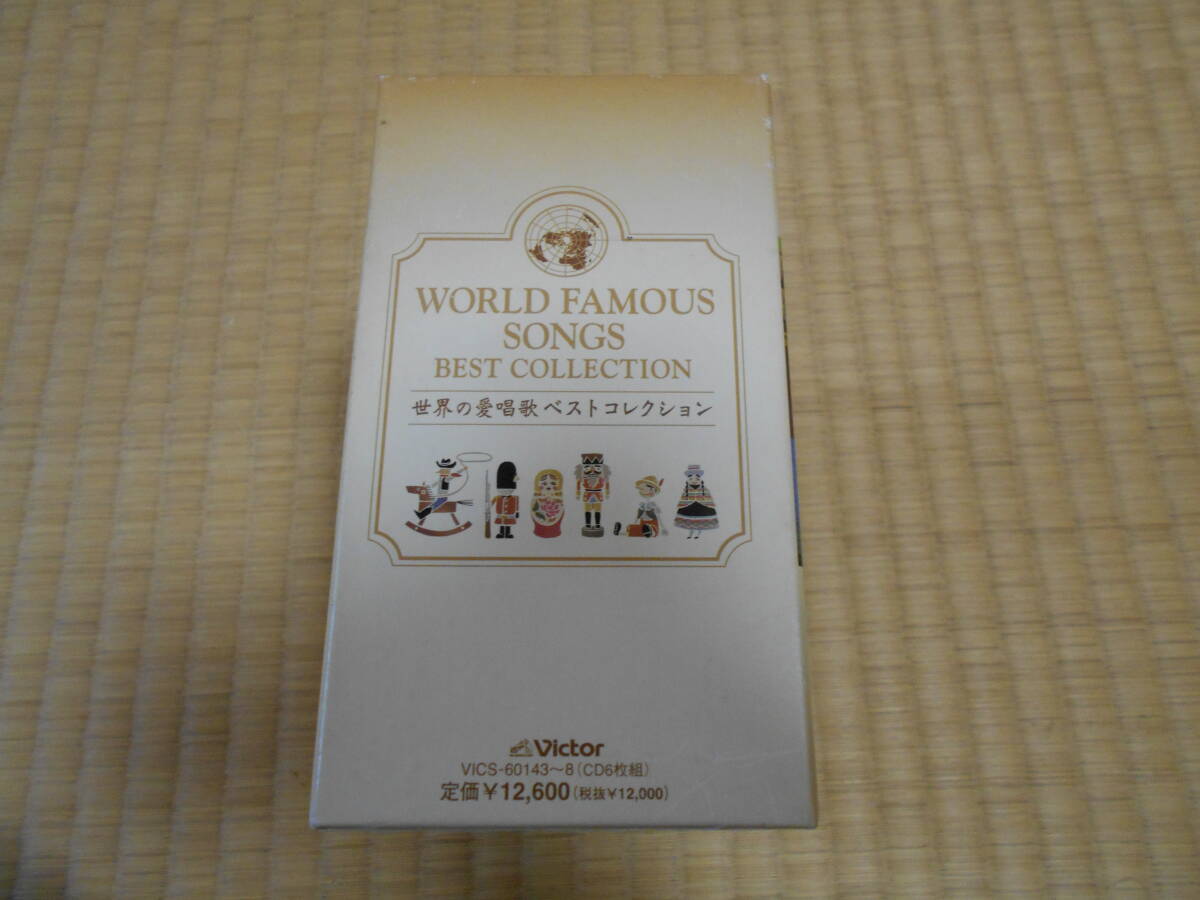 WORLD FAMOUS
SONGS
BEST COLLECTION
世界の愛唱歌ベストコレクション
Victor
VICS-60143～8(CD6枚組)
定価￥12,600(税抜￥12,000)